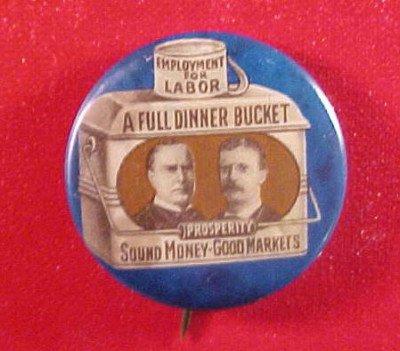 EMPLOYMENT
FOR
LABOR
A FULL DINNER BUCKET
PROSPERITY
SOUND MONEY-GOOD MARKETS